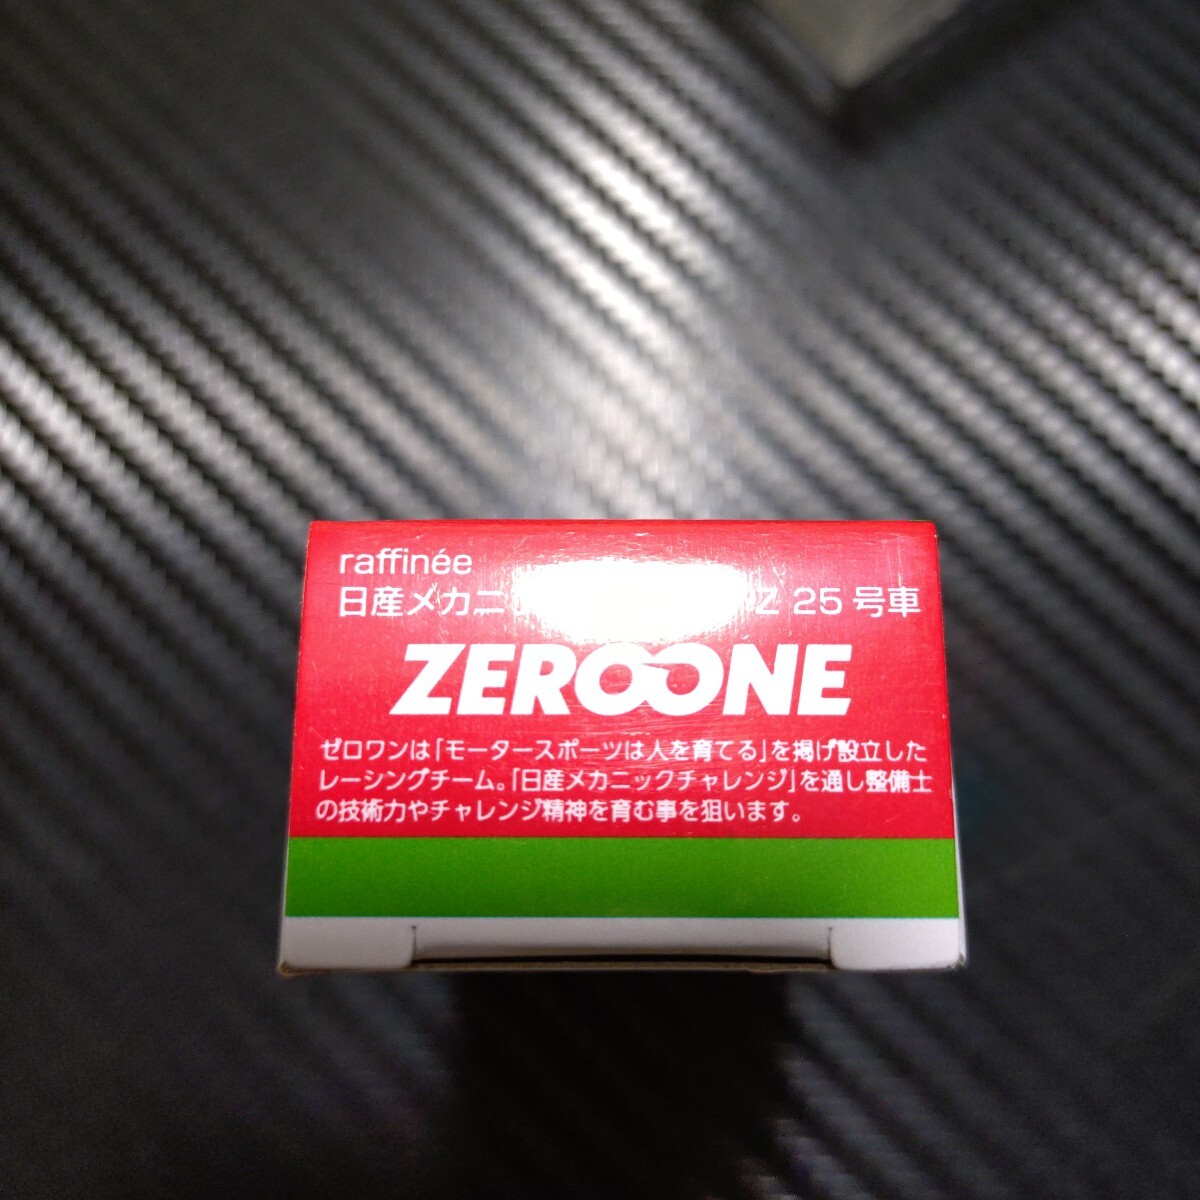 raffinée
日産メカニ Z 25 号車
ZEROONE
ゼロワンは「モータースポーツは人を育てる」を掲げ設立した
レーシングチーム。「日産メカニックチャレンジ」を通し整備士
の技術力やチャレンジ精神を育む事を狙います。